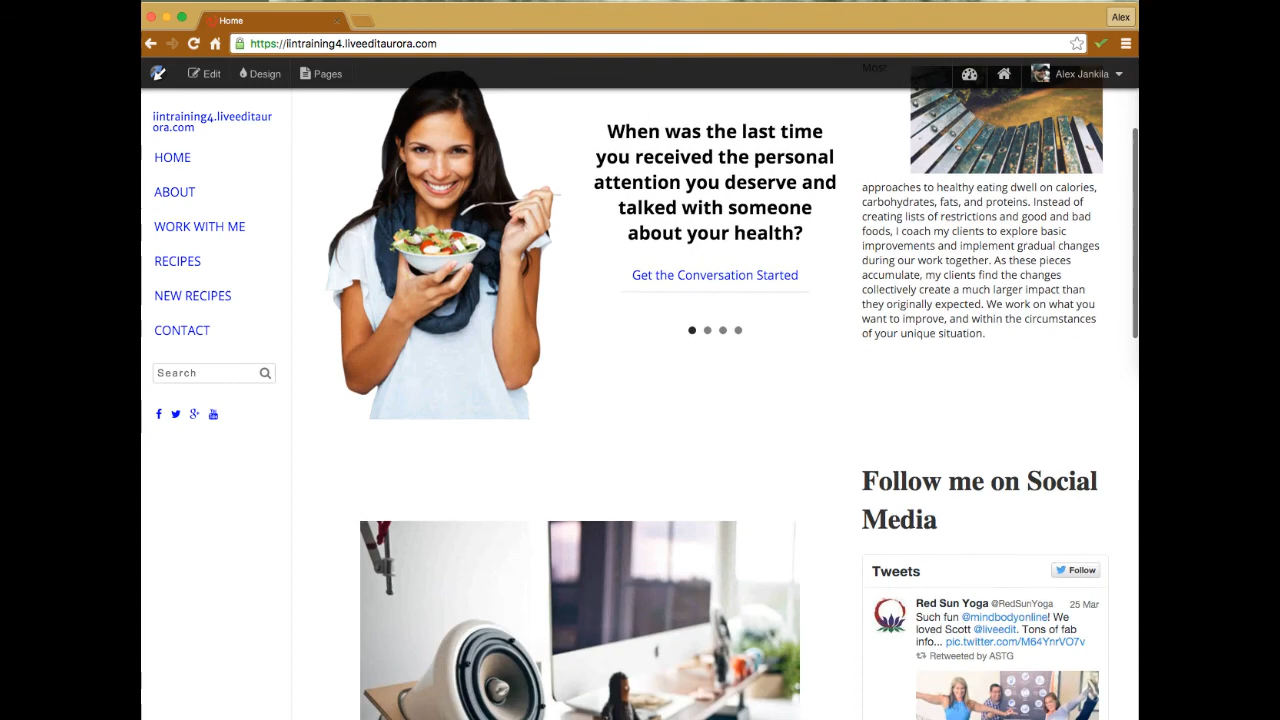 Home
Alex
https://iintraining4.liveeditaurora.com
Edit
Design
Pages
Alex Jankila
iintraining4.liveeditaur
ora.com
HOME
ABOUT
WORK WITH ME
RECIPES
NEW RECIPES
CONTACT
Search
When was the last time
you received the personal
attention you deserve and
talked with someone
about your health?
Get the Conversation Started
Most
approaches to healthy eating dwell on calories,
carbohydrates, fats, and proteins. Instead of
creating lists of restrictions and good and bad
foods, I coach my clients to explore basic
improvements and implement gradual changes
during our work together. As these pieces
accumulate, my clients find the changes
collectively create a much larger impact than
they originally expected. We work on what you
want to improve, and within the circumstances
of your unique situation.
Follow me on Social
Media
Tweets
Follow
Red Sun Yoga @RedSunYoga 25 Mar
Such fun @mindbodyonline! We
loved Scott @liveedit. Tons of fab
info... pic.twitter.com/M64YnrVO7v
Retweeted by ASTG